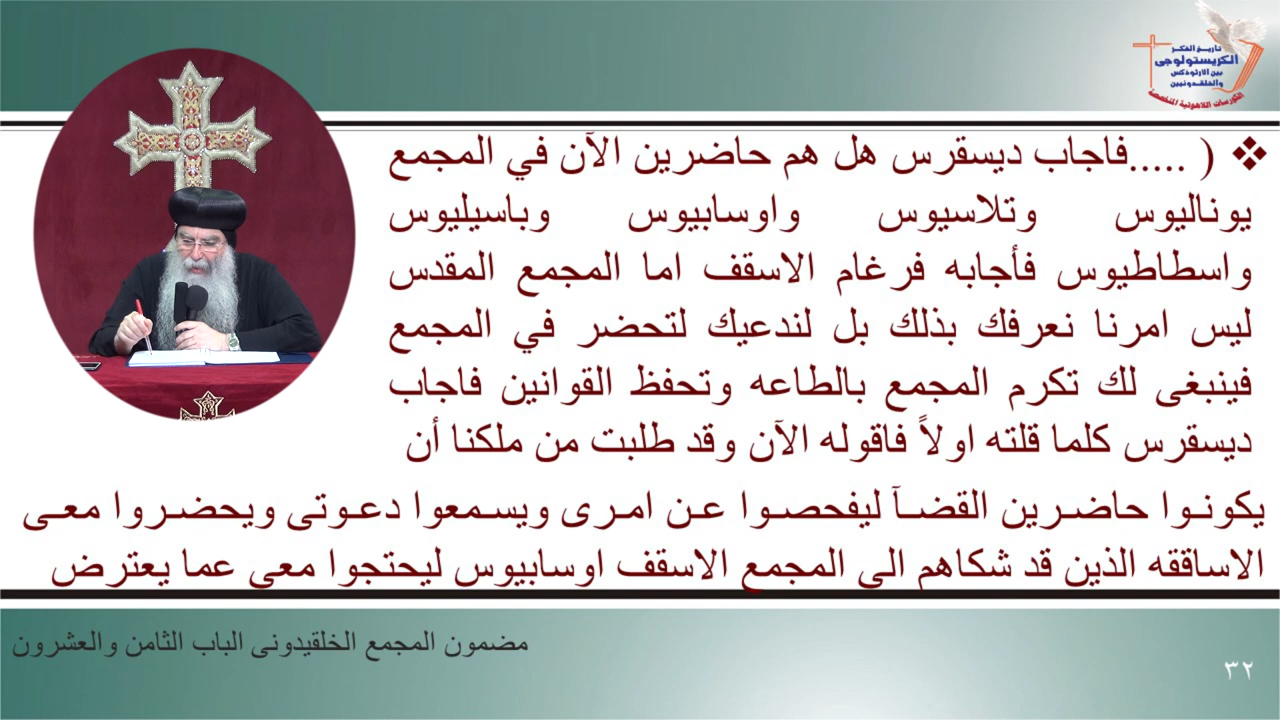 تاريخ الفكر
الكريستولوجى
بين الارثوذكس
والخلقدونيين
الكورسات اللاهوتية المتخصصة
❖ ( .....فاجاب ديسقرس هل هم حاضرين الآن في المجمع
يوناليوس وتلاسيوس واوسابيوس وباسيليوس
واسطاطيوس فأجابه فرغام الاسقف اما المجمع المقدس
ليس امرنا نعرفك بذلك بل لندعيك لتحضر في المجمع
فينبغى لك تكرم المجمع بالطاعه وتحفظ القوانين فاجاب
ديسقرس كلما قلته اولاً فاقوله الآن وقد طلبت من ملكنا أن
يكونوا حاضرين القضآ ليفحصوا عن امرى ويسمعوا دعوتى ويحضروا معى
الاساقفه الذين قد شكاهم الى المجمع الاسقف اوسابيوس ليحتجوا معى عما يعترض
مضمون المجمع الخلقيدونى الباب الثامن والعشرون
٣٢